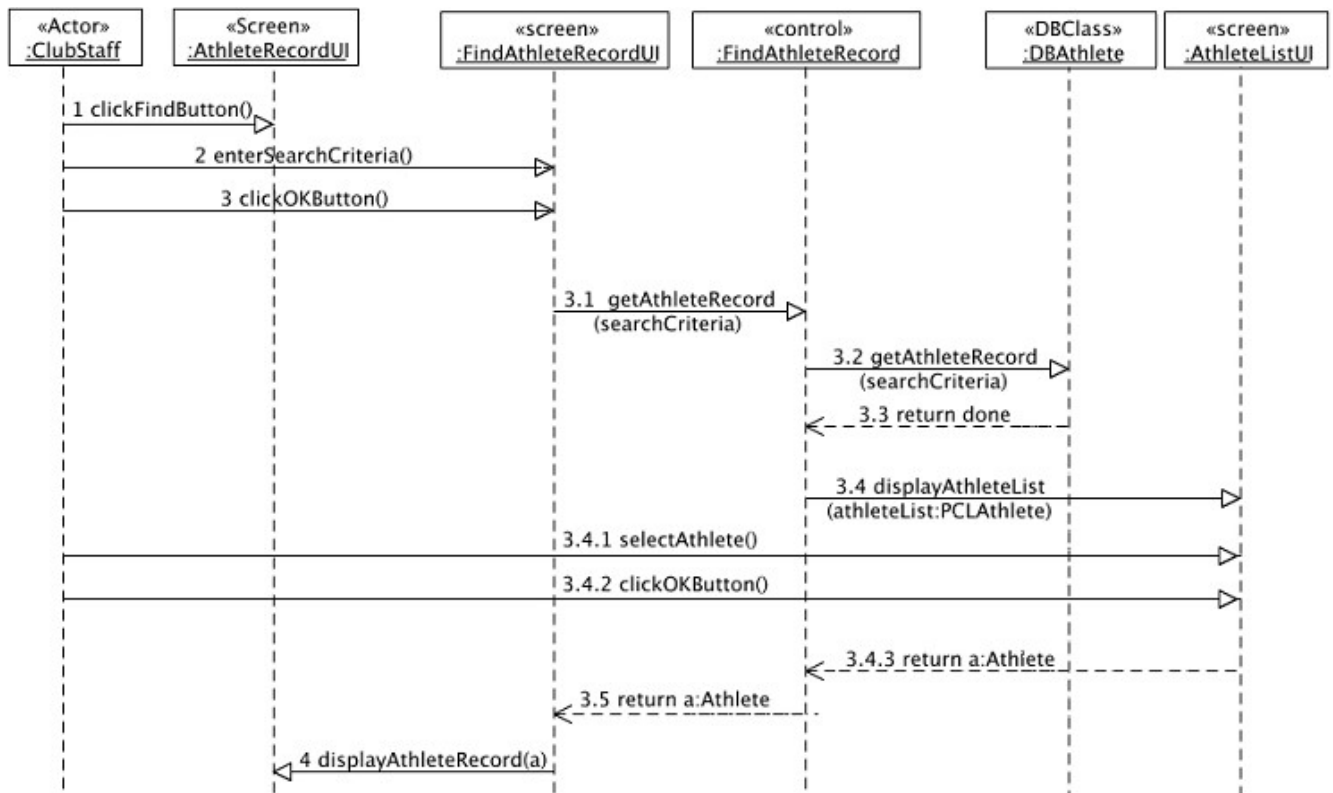 «Actor»
:ClubStaff
«Screen»
:AthleteRecordUI
«screen»
:FindAthleteRecordUI
«control»
:FindAthleteRecord
«DBClass»
:DBAthlete
«screen»
:AthleteListUI
1 clickFindButton()
2 enterSearchCriteria()
3 clickOKButton()
3.1 getAthleteRecord
(searchCriteria)
3.2 getAthleteRecord
(searchCriteria)
3.3 return done
3.4 displayAthleteList
(athleteList:PCLAthlete)
3.4.1 selectAthlete()
3.4.2 clickOKButton()
3.4.3 return a:Athlete
3.5 return a:Athlete
4 displayAthleteRecord(a)